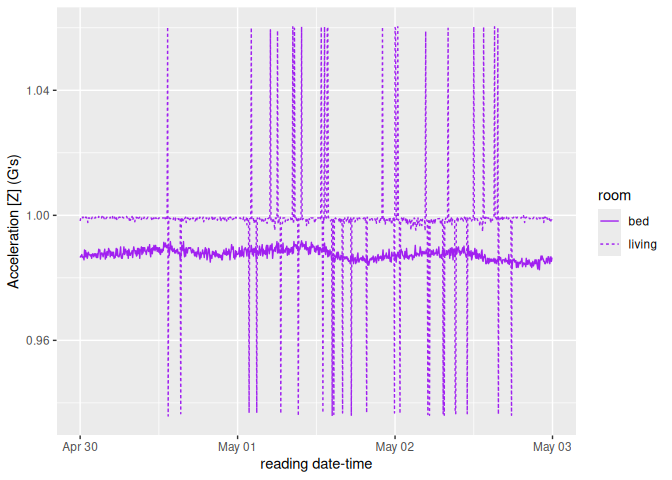 1.04
1.00
0.96
Acceleration [Z] (G's)
Apr 30
May 01
May 02
May 03
reading date-time
room
bed
living